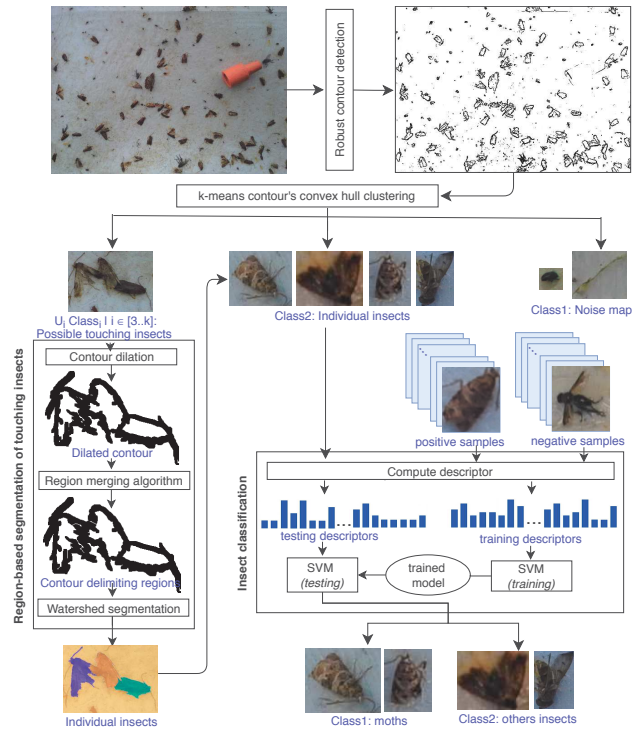 Robust contour detection
k-means contour's convex hull clustering
U_i Class_i | i ∈ [3..k]:
Possible touching insects
Class2: Individual insects
Class1: Noise map
Region-based segmentation of touching insects
Contour dilation
Dilated contour
Region merging algorithm
Contour delimiting regions
Watershed segmentation
Individual insects
positive samples
negative samples
Insect classification
Compute descriptor
testing descriptors
training descriptors
SVM
(testing)
trained
model
SVM
(training)
Class1: moths
Class2: others insects